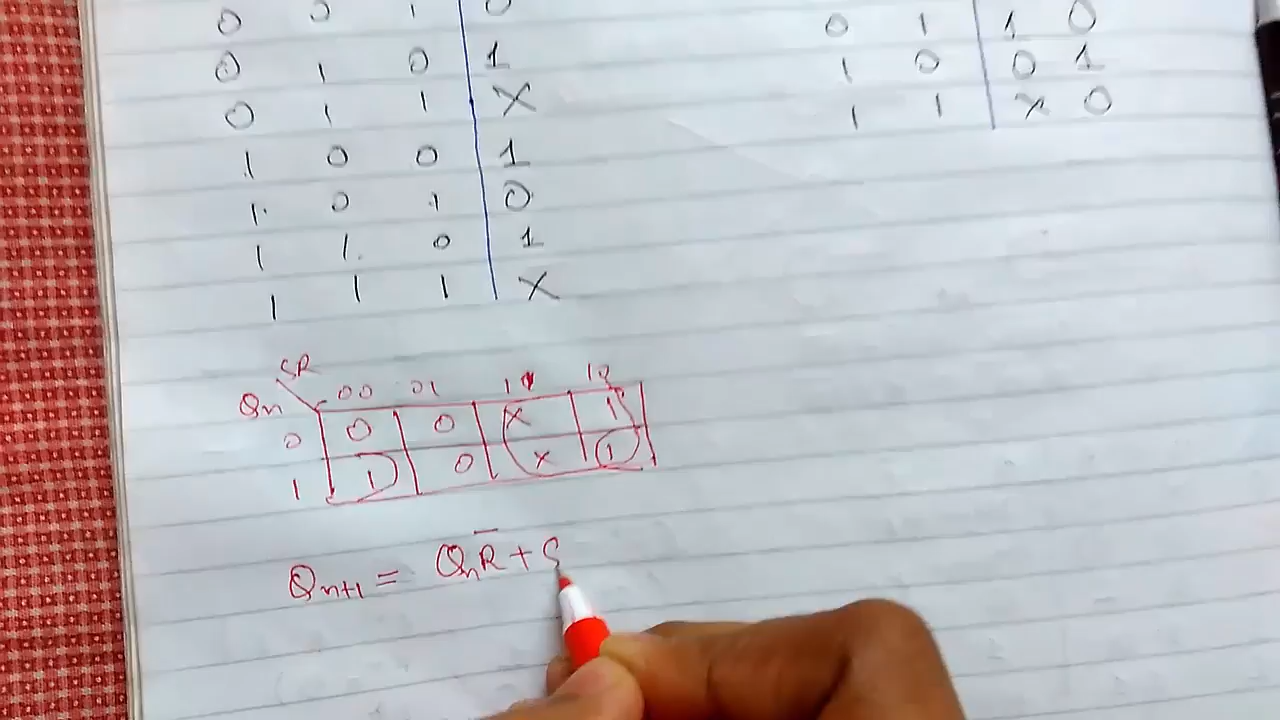 0 0 1 0
0 1 0 1
0 1 1 X
1 0 0 1
1 0 1 0
1 1 0 1
1 1 1 X
0 1 1 0
1 0 0 1
1 1 X 0
SR
Qn 00 01 11 10
0 0 0 X 1
1 1 0 X 1
Qn+1 = QnR̅ + S